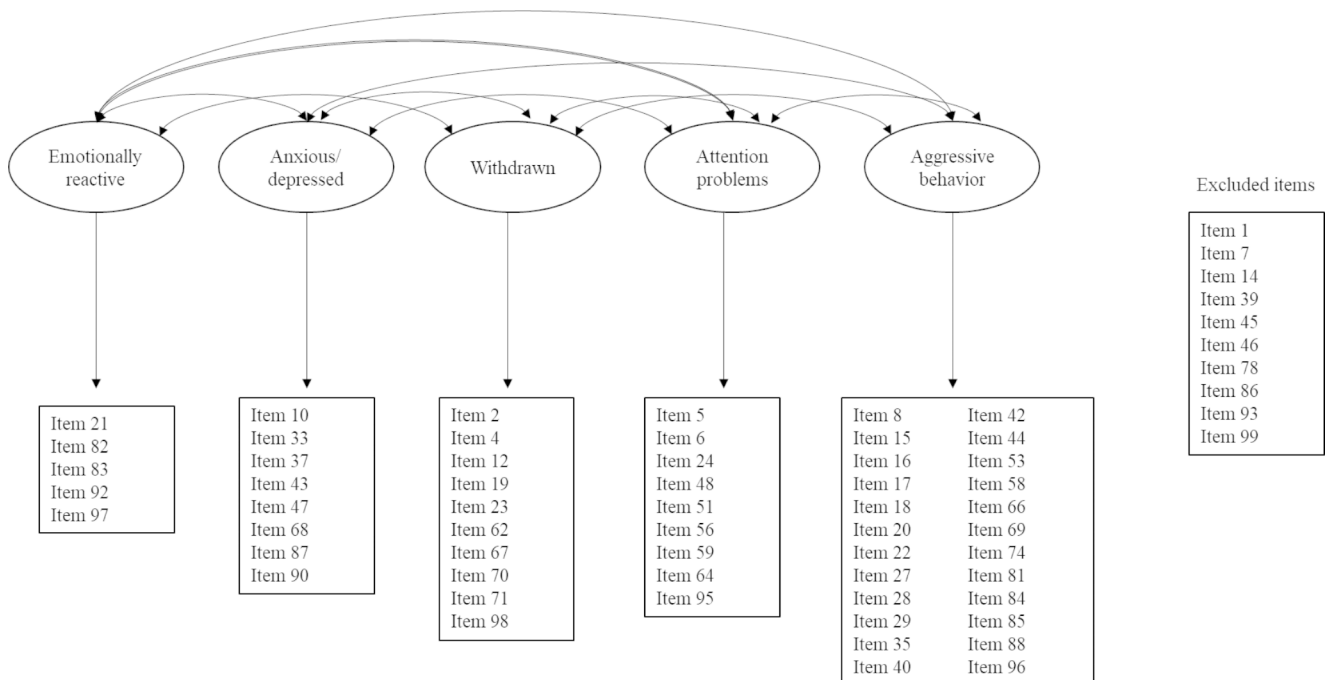 Emotionally
reactive
Anxious/
depressed
Withdrawn
Attention
problems
Aggressive
behavior
Excluded items
Item 1
Item 7
Item 14
Item 39
Item 45
Item 46
Item 78
Item 86
Item 93
Item 99
Item 21
Item 82
Item 83
Item 92
Item 97
Item 10
Item 33
Item 37
Item 43
Item 47
Item 68
Item 87
Item 90
Item 2
Item 4
Item 12
Item 19
Item 23
Item 62
Item 67
Item 70
Item 71
Item 98
Item 5
Item 6
Item 24
Item 48
Item 51
Item 56
Item 59
Item 64
Item 95
Item 8
Item 15
Item 16
Item 17
Item 18
Item 20
Item 22
Item 27
Item 28
Item 29
Item 35
Item 40
Item 42
Item 44
Item 53
Item 58
Item 66
Item 69
Item 74
Item 81
Item 84
Item 85
Item 88
Item 96